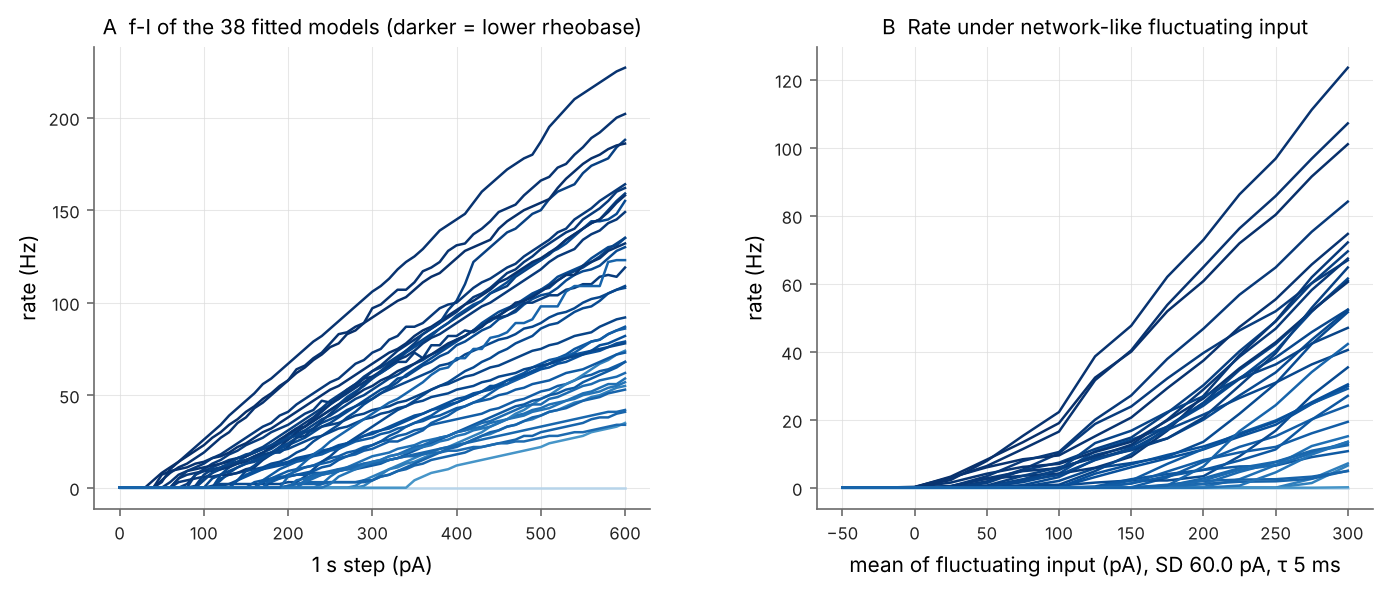 A f-I of the 38 fitted models (darker = lower rheobase)
rate (Hz)
200
150
100
50
0
0 100 200 300 400 500 600
1 s step (pA)
B Rate under network-like fluctuating input
rate (Hz)
120
100
80
60
40
20
0
−50 0 50 100 150 200 250 300
mean of fluctuating input (pA), SD 60.0 pA, τ 5 ms